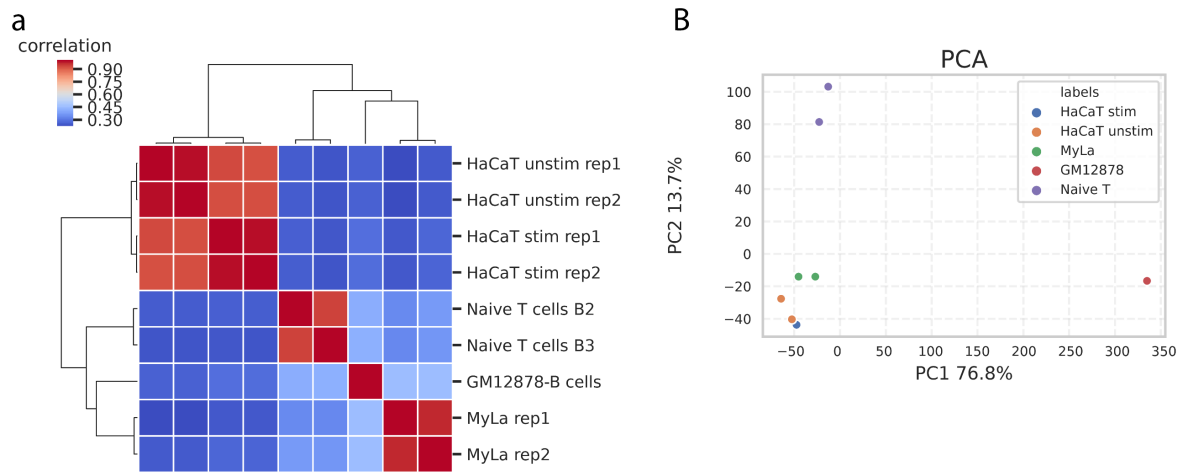 a
correlation
0.90
0.75
0.60
0.45
0.30
HaCaT unstim rep1
HaCaT unstim rep2
HaCaT stim rep1
HaCaT stim rep2
Naive T cells B2
Naive T cells B3
GM12878-B cells
MyLa rep1
MyLa rep2
B
PCA
labels
HaCaT stim
HaCaT unstim
MyLa
GM12878
Naive T
PC2 13.7%
100
80
60
40
20
0
−20
−40
−50 0 50 100 150 200 250 300 350
PC1 76.8%